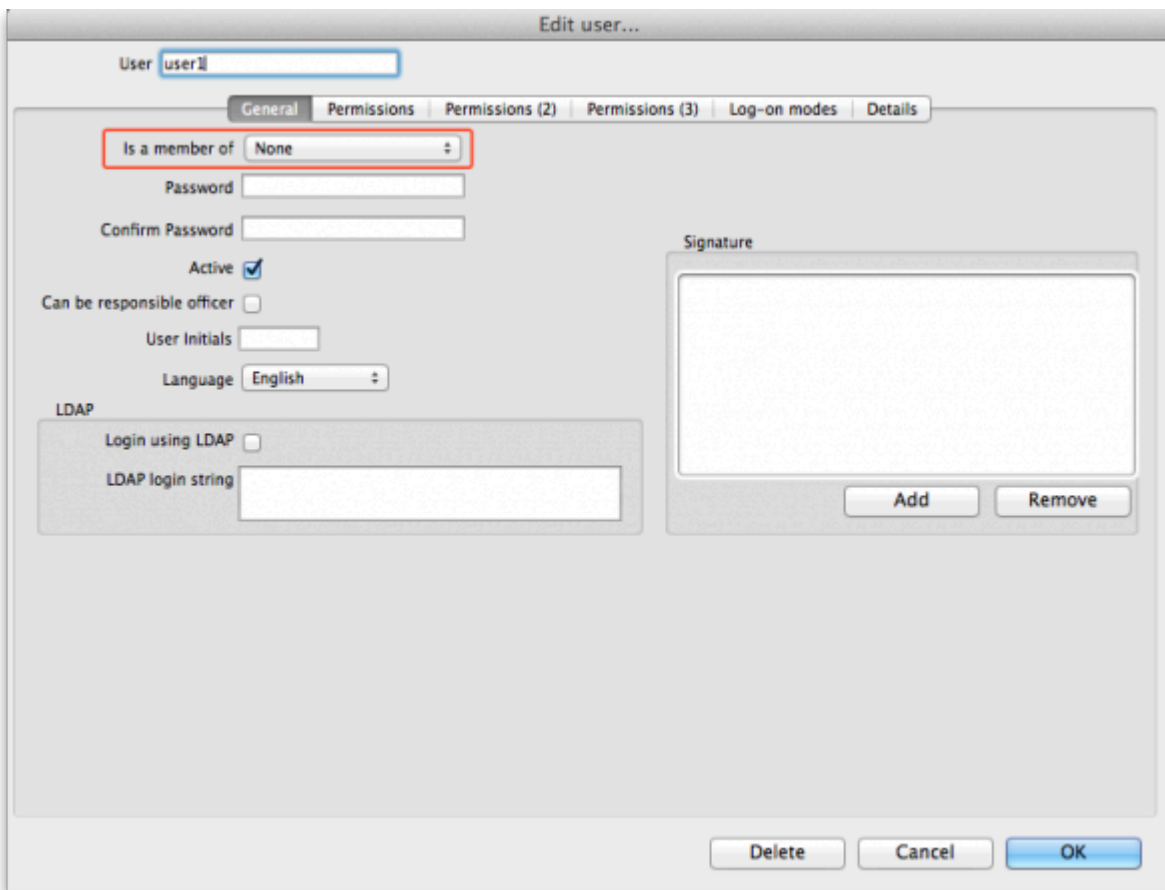 Edit user...
User user1
General Permissions Permissions (2) Permissions (3) Log-on modes Details
Is a member of None
Password
Confirm Password
Signature
Active
Can be responsible officer
User Initials
Language English
LDAP
Login using LDAP
LDAP login string
Add Remove
Delete Cancel OK